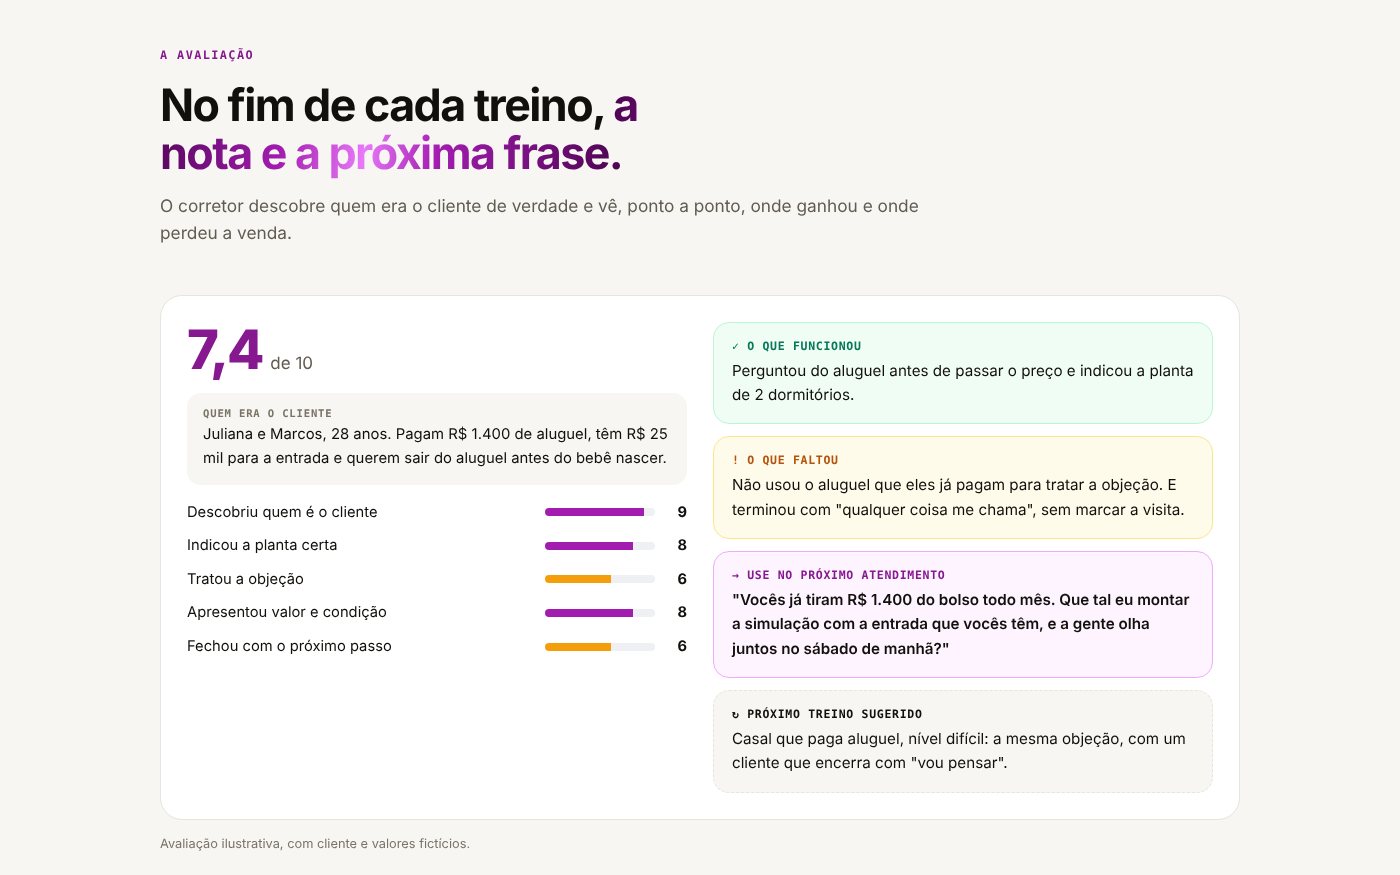 A AVALIAÇÃO
No fim de cada treino, a
nota e a próxima frase.
O corretor descobre quem era o cliente de verdade e vê, ponto a ponto, onde ganhou e onde
perdeu a venda.
7,4 de 10
QUEM ERA O CLIENTE
Juliana e Marcos, 28 anos. Pagam R$ 1.400 de aluguel, têm R$ 25
mil para a entrada e querem sair do aluguel antes do bebê nascer.
Descobriu quem é o cliente 9
Indicou a planta certa 8
Tratou a objeção 6
Apresentou valor e condição 8
Fechou com o próximo passo 6
✓ O QUE FUNCIONOU
Perguntou do aluguel antes de passar o preço e indicou a planta
de 2 dormitórios.
! O QUE FALTOU
Não usou o aluguel que eles já pagam para tratar a objeção. E
terminou com "qualquer coisa me chama", sem marcar a visita.
→ USE NO PRÓXIMO ATENDIMENTO
"Vocês já tiram R$ 1.400 do bolso todo mês. Que tal eu montar
a simulação com a entrada que vocês têm, e a gente olha
juntos no sábado de manhã?"
↻ PRÓXIMO TREINO SUGERIDO
Casal que paga aluguel, nível difícil: a mesma objeção, com um
cliente que encerra com "vou pensar".
Avaliação ilustrativa, com cliente e valores fictícios.